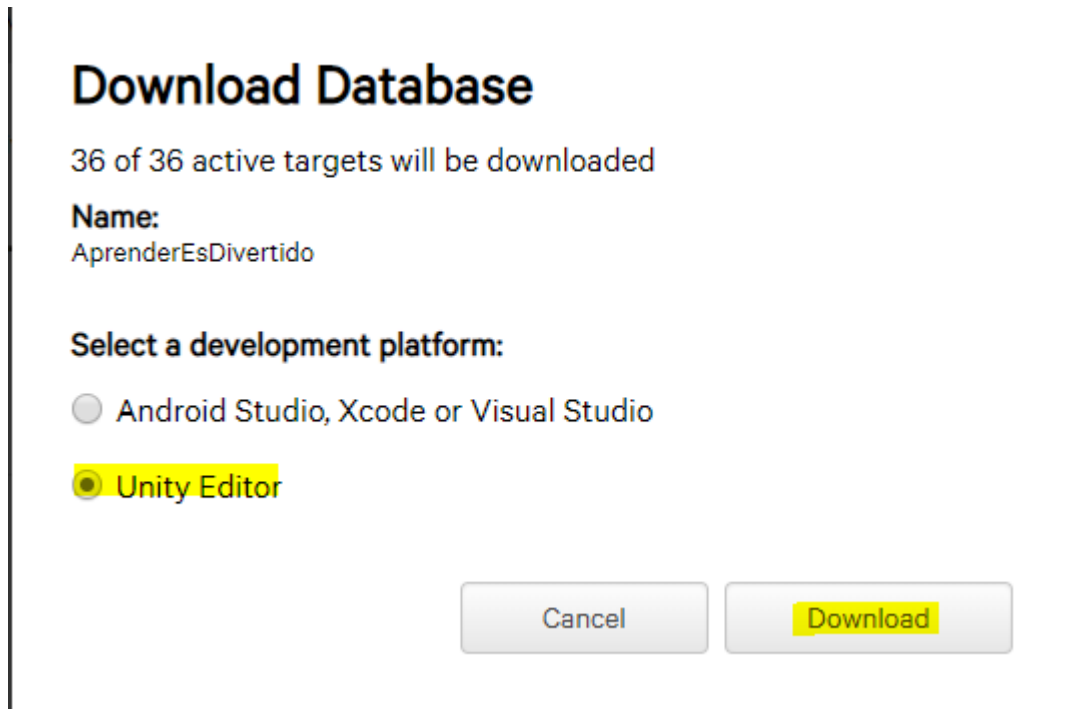 Download Database
36 of 36 active targets will be downloaded
Name:
AprenderEsDivertido
Select a development platform:
Android Studio, Xcode or Visual Studio
Unity Editor
Cancel
Download